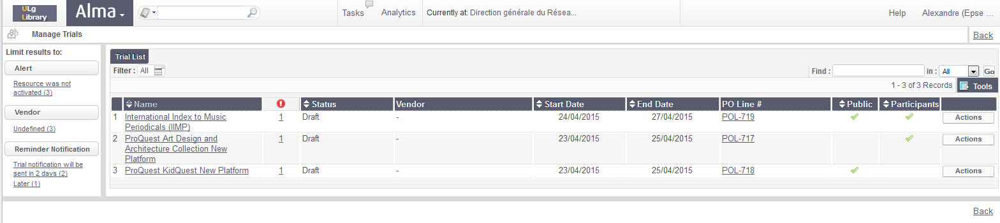 ULg
Library
Alma
Tasks
Analytics
Currently at: Direction générale du Résea...
Help
Alexandre (Epse ...
Manage Trials
Back
Limit results to:
Alert
Resource was not
activated (3)
Vendor
Undefined (3)
Reminder Notification
Trial notification will be
sent in 2 days (2)
Later (1)
Trial List
Filter : All
Find : in : All Go
1 - 3 of 3 Records Tools
Name Status Vendor Start Date End Date PO Line # Public Participants
1 International Index to Music 1 Draft - 24/04/2015 27/04/2015 POL-719 Actions
Periodicals (IIMP)
2 ProQuest Art Design and 1 Draft - 23/04/2015 25/04/2015 POL-717 Actions
Architecture Collection New
Platform
3 ProQuest KidQuest New Platform 1 Draft - 23/04/2015 25/04/2015 POL-718 Actions
Back